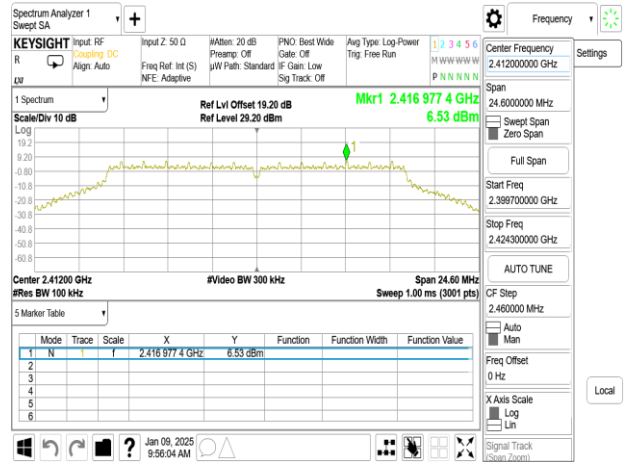 Spectrum Analyzer 1
Swept SA
Frequency
KEYSIGHT
R
Input: RF
Coupling: DC
Align: Auto
Input Z: 50 Ω
Freq Ref: Int (S)
NFE: Adaptive
#Atten: 20 dB
Preamp: Off
µW Path: Standard
PNO: Best Wide
Gate: Off
IF Gain: Low
Sig Track: Off
Avg Type: Log-Power
Trig: Free Run
1 2 3 4 5 6
M W W W W W
P N N N N N
1 Spectrum
Scale/Div 10 dB
Ref Lvl Offset 19.20 dB
Ref Level 29.20 dBm
Mkr1 2.416 977 4 GHz
6.53 dBm
Log
19.2
9.20
-0.80
-10.8
-20.8
-30.8
-40.8
-50.8
-60.8
1
Center 2.41200 GHz
#Video BW 300 kHz
Span 24.60 MHz
#Res BW 100 kHz
Sweep 1.00 ms (3001 pts)
5 Marker Table
Mode Trace Scale X Y Function Function Width Function Value
1 N 1 f 2.416 977 4 GHz 6.53 dBm
2
3
4
5
6
Jan 09, 2025
9:56:04 AM
Center Frequency
2.412000000 GHz
Settings
Span
24.6000000 MHz
Swept Span
Zero Span
Full Span
Start Freq
2.399700000 GHz
Stop Freq
2.424300000 GHz
AUTO TUNE
CF Step
2.460000 MHz
Auto
Man
Freq Offset
0 Hz
X Axis Scale
Log
Lin
Local
Signal Track
(Span Zoom)